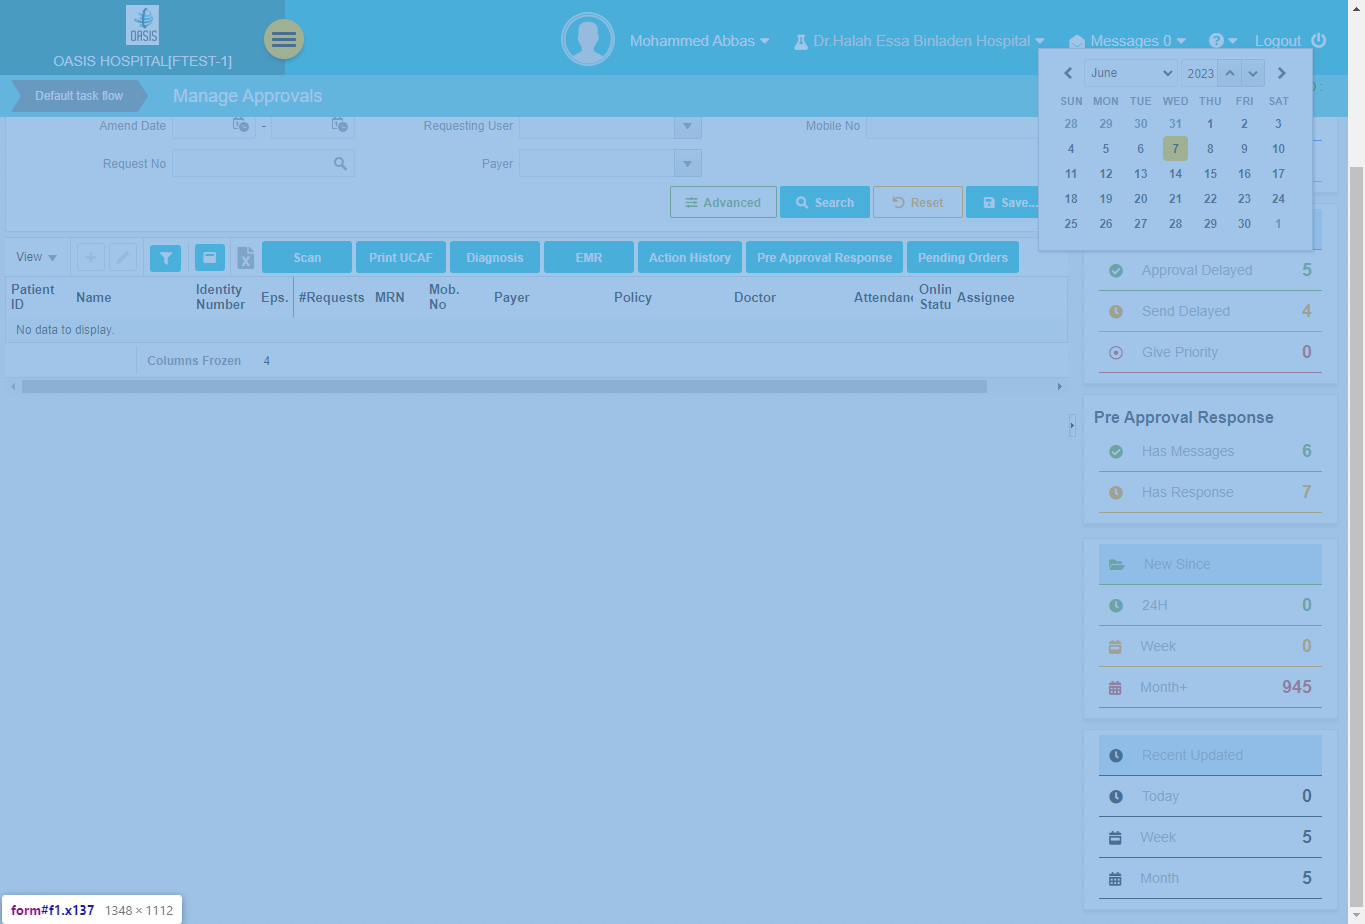 OASIS
OASIS HOSPITAL[FTEST-1]
Mohammed Abbas
Dr.Halah Essa Binladen Hospital
Messages 0
Logout
Default task flow
Manage Approvals
June
2023
SUN MON TUE WED THU FRI SAT
28 29 30 31 1 2 3
4 5 6 7 8 9 10
11 12 13 14 15 16 17
18 19 20 21 22 23 24
25 26 27 28 29 30 1
Amend Date -
Requesting User
Mobile No
Request No
Payer
Advanced
Search
Reset
Save...
View
Scan
Print UCAF
Diagnosis
EMR
Action History
Pre Approval Response
Pending Orders
Patient ID
Name
Identity Number
Eps.
#Requests
MRN
Mob. No
Payer
Policy
Doctor
Attendanc
Onlin Statu
Assignee
No data to display.
Columns Frozen 4
Approval Delayed 5
Send Delayed 4
Give Priority 0
Pre Approval Response
Has Messages 6
Has Response 7
New Since
24H 0
Week 0
Month+ 945
Recent Updated
Today 0
Week 5
Month 5
form#f1.x137 1348 × 1112